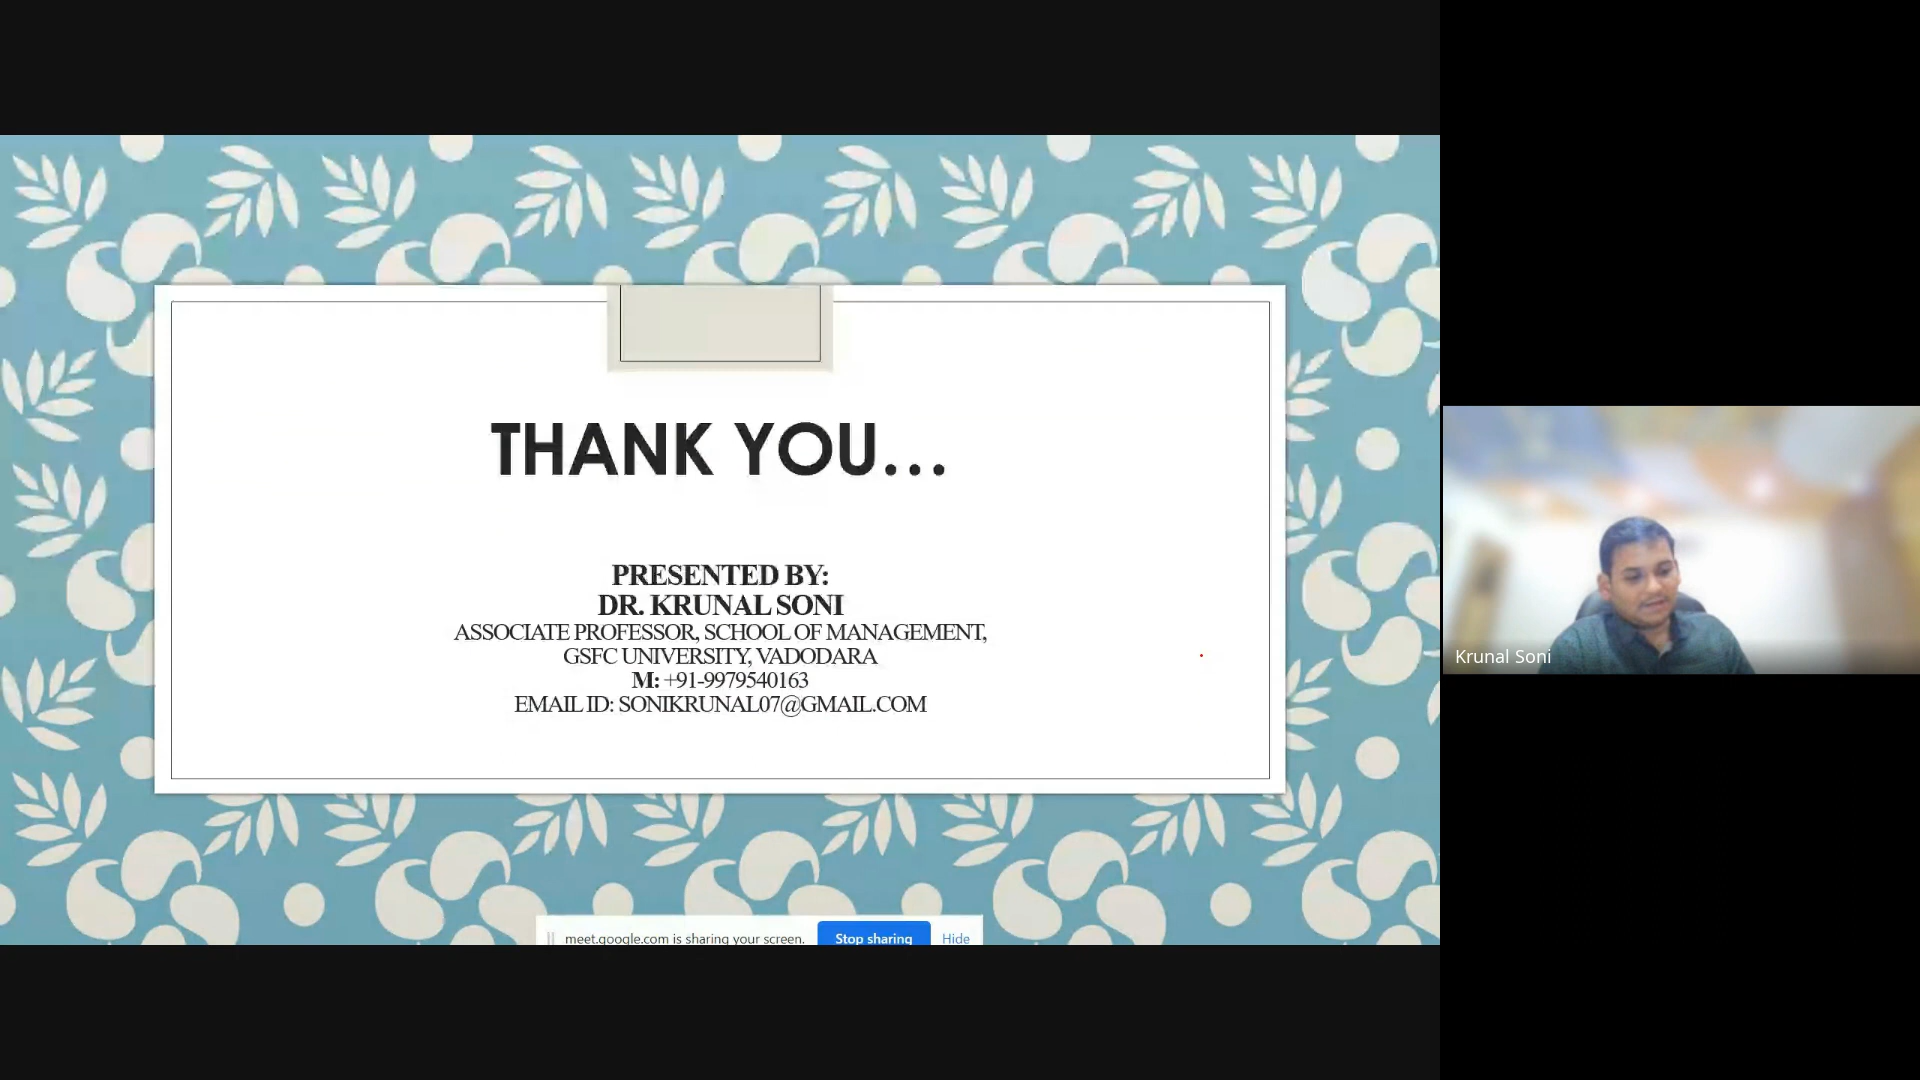 THANK YOU...
PRESENTED BY:
DR. KRUNAL SONI
ASSOCIATE PROFESSOR, SCHOOL OF MANAGEMENT,
GSFC UNIVERSITY, VADODARA
M: +91-9979540163
EMAIL ID: SONIKRUNAL07@GMAIL.COM
meet.google.com is sharing your screen. Stop sharing Hide
Krunal Soni